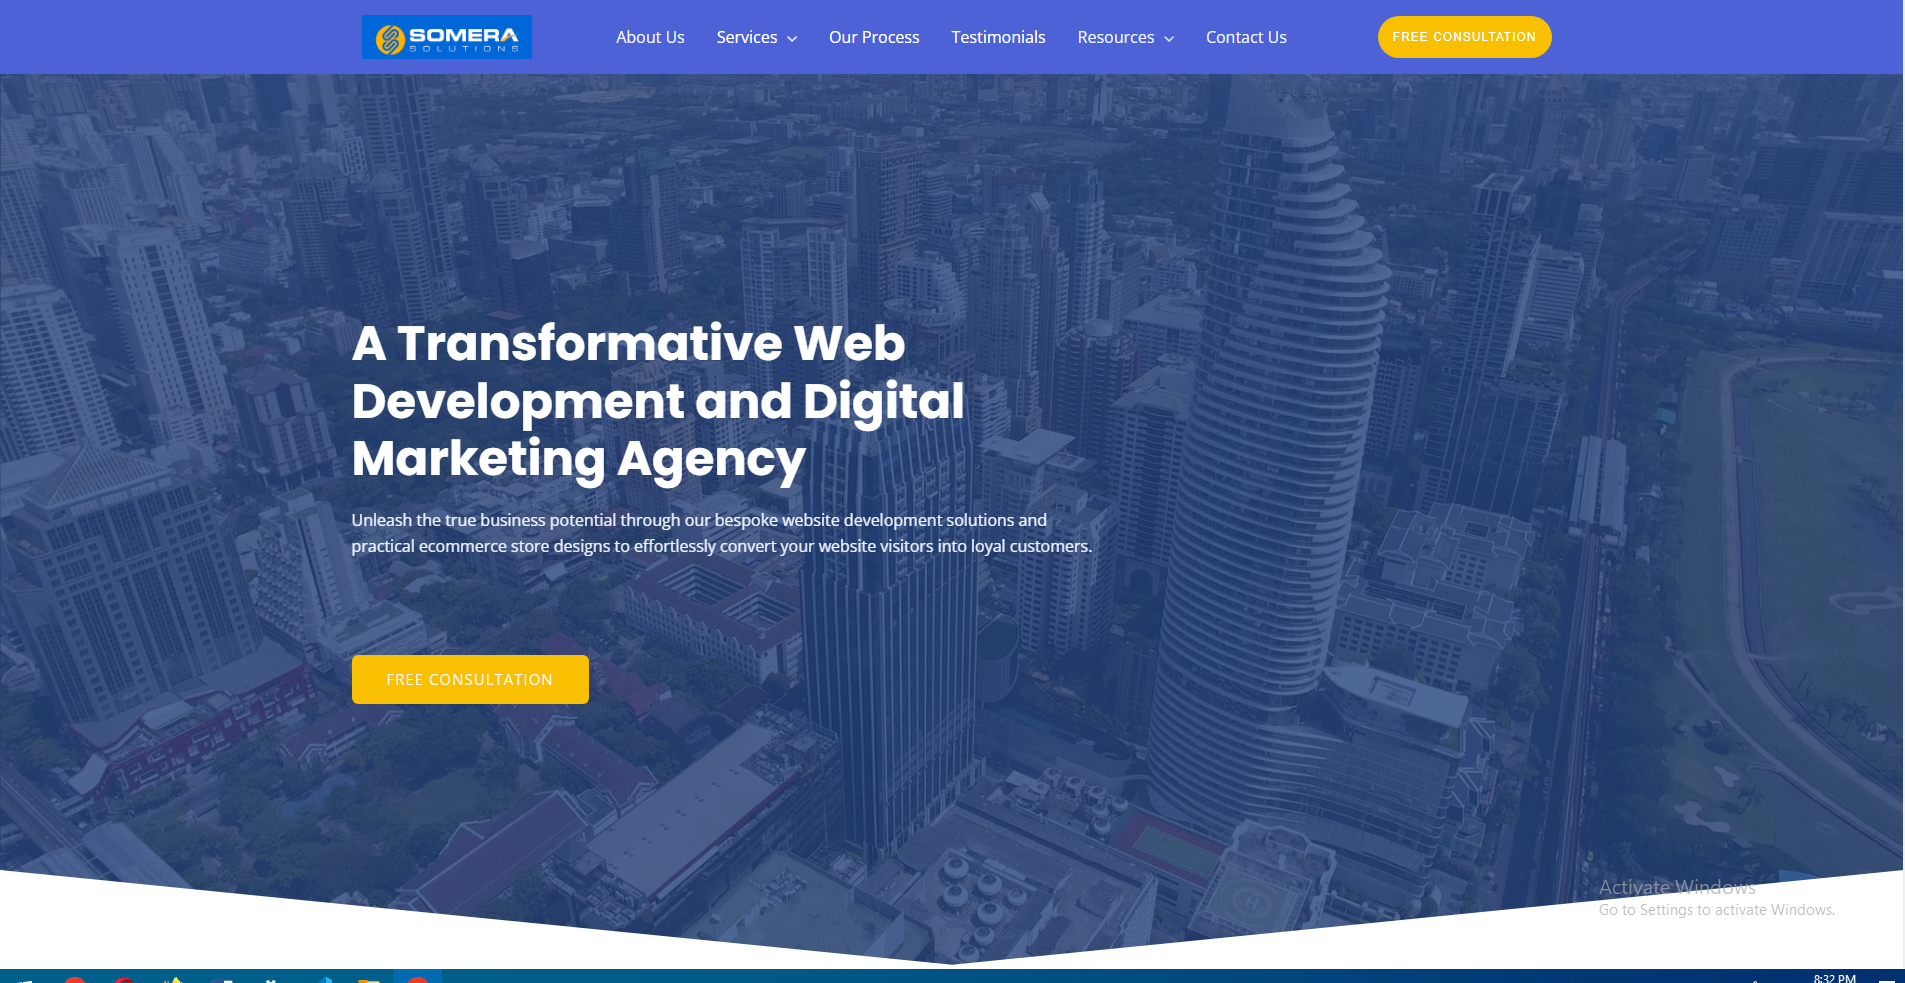 SOMERA
SOLUTIONS
About Us
Services
Our Process
Testimonials
Resources
Contact Us
FREE CONSULTATION
A Transformative Web
Development and Digital
Marketing Agency
Unleash the true business potential through our bespoke website development solutions and
practical ecommerce store designs to effortlessly convert your website visitors into loyal customers.
FREE CONSULTATION
Activate Windows
Go to Settings to activate Windows.
8:32 PM